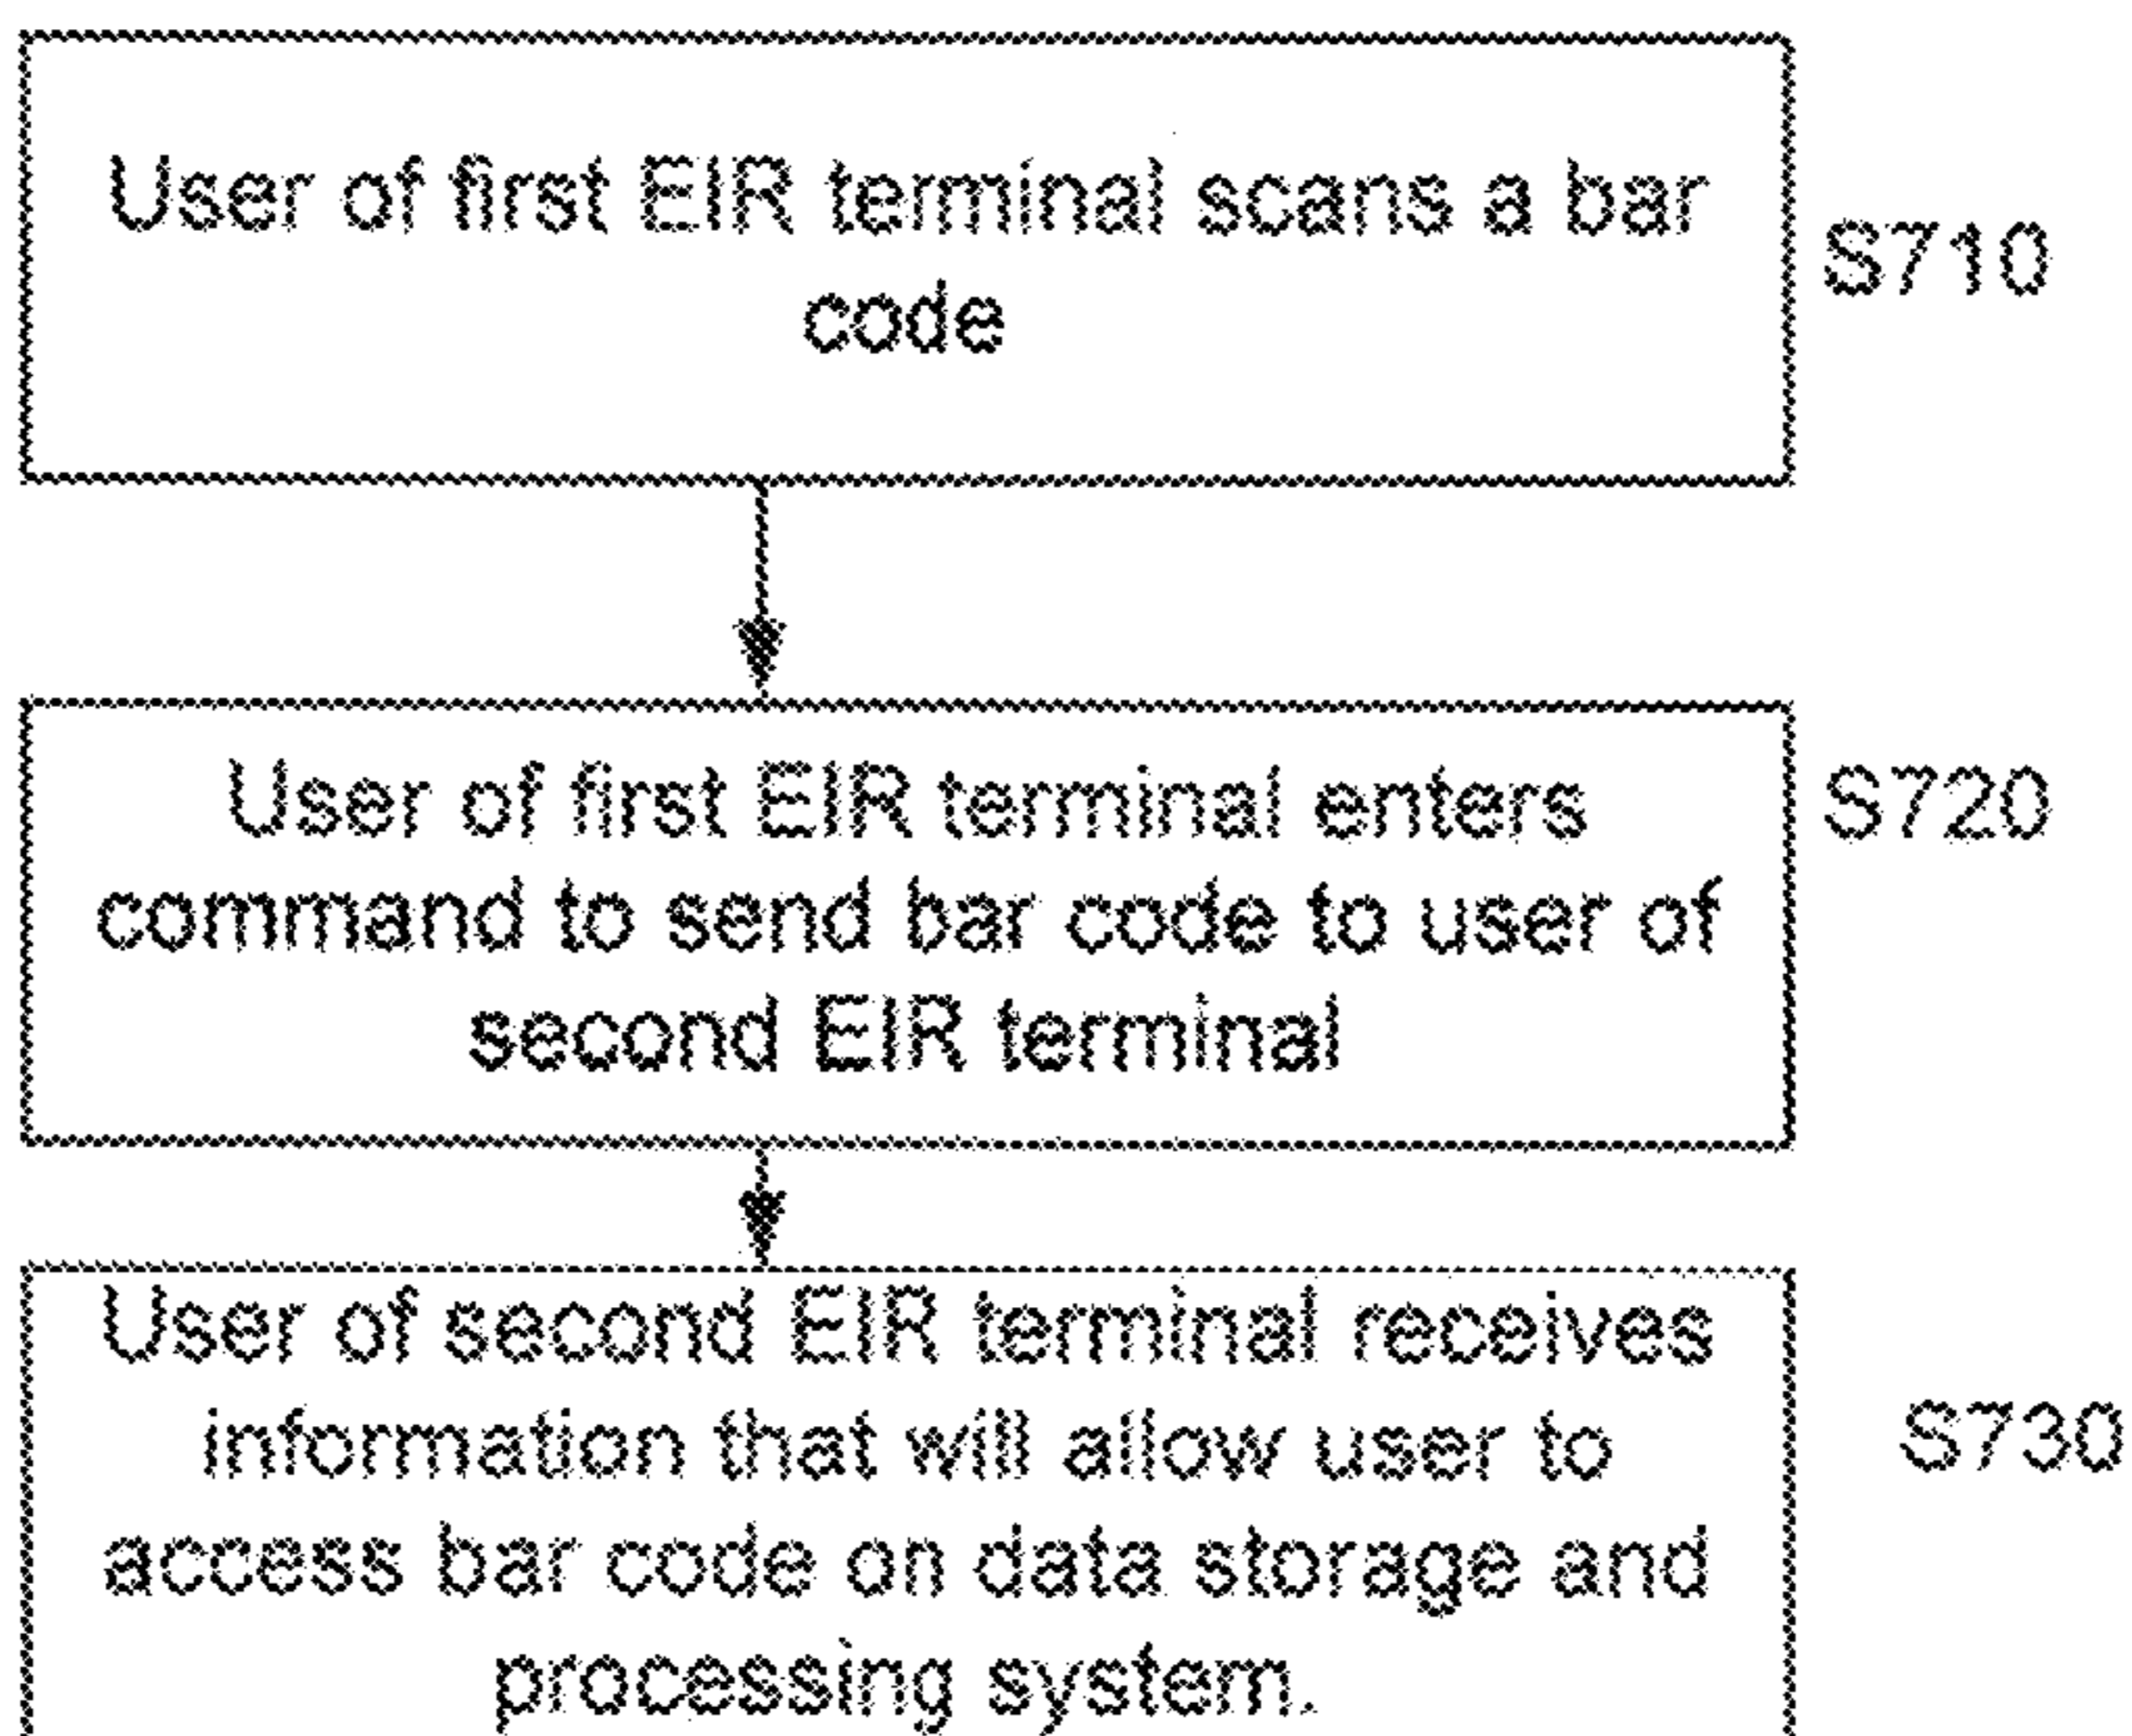 User of first EIR terminal scans a bar
code
S710
User of first EIR terminal enters
command to send bar code to user of
second EIR terminal
S720
User of second EIR terminal receives
information that will allow user to
access bar code on data storage and
processing system.
S730